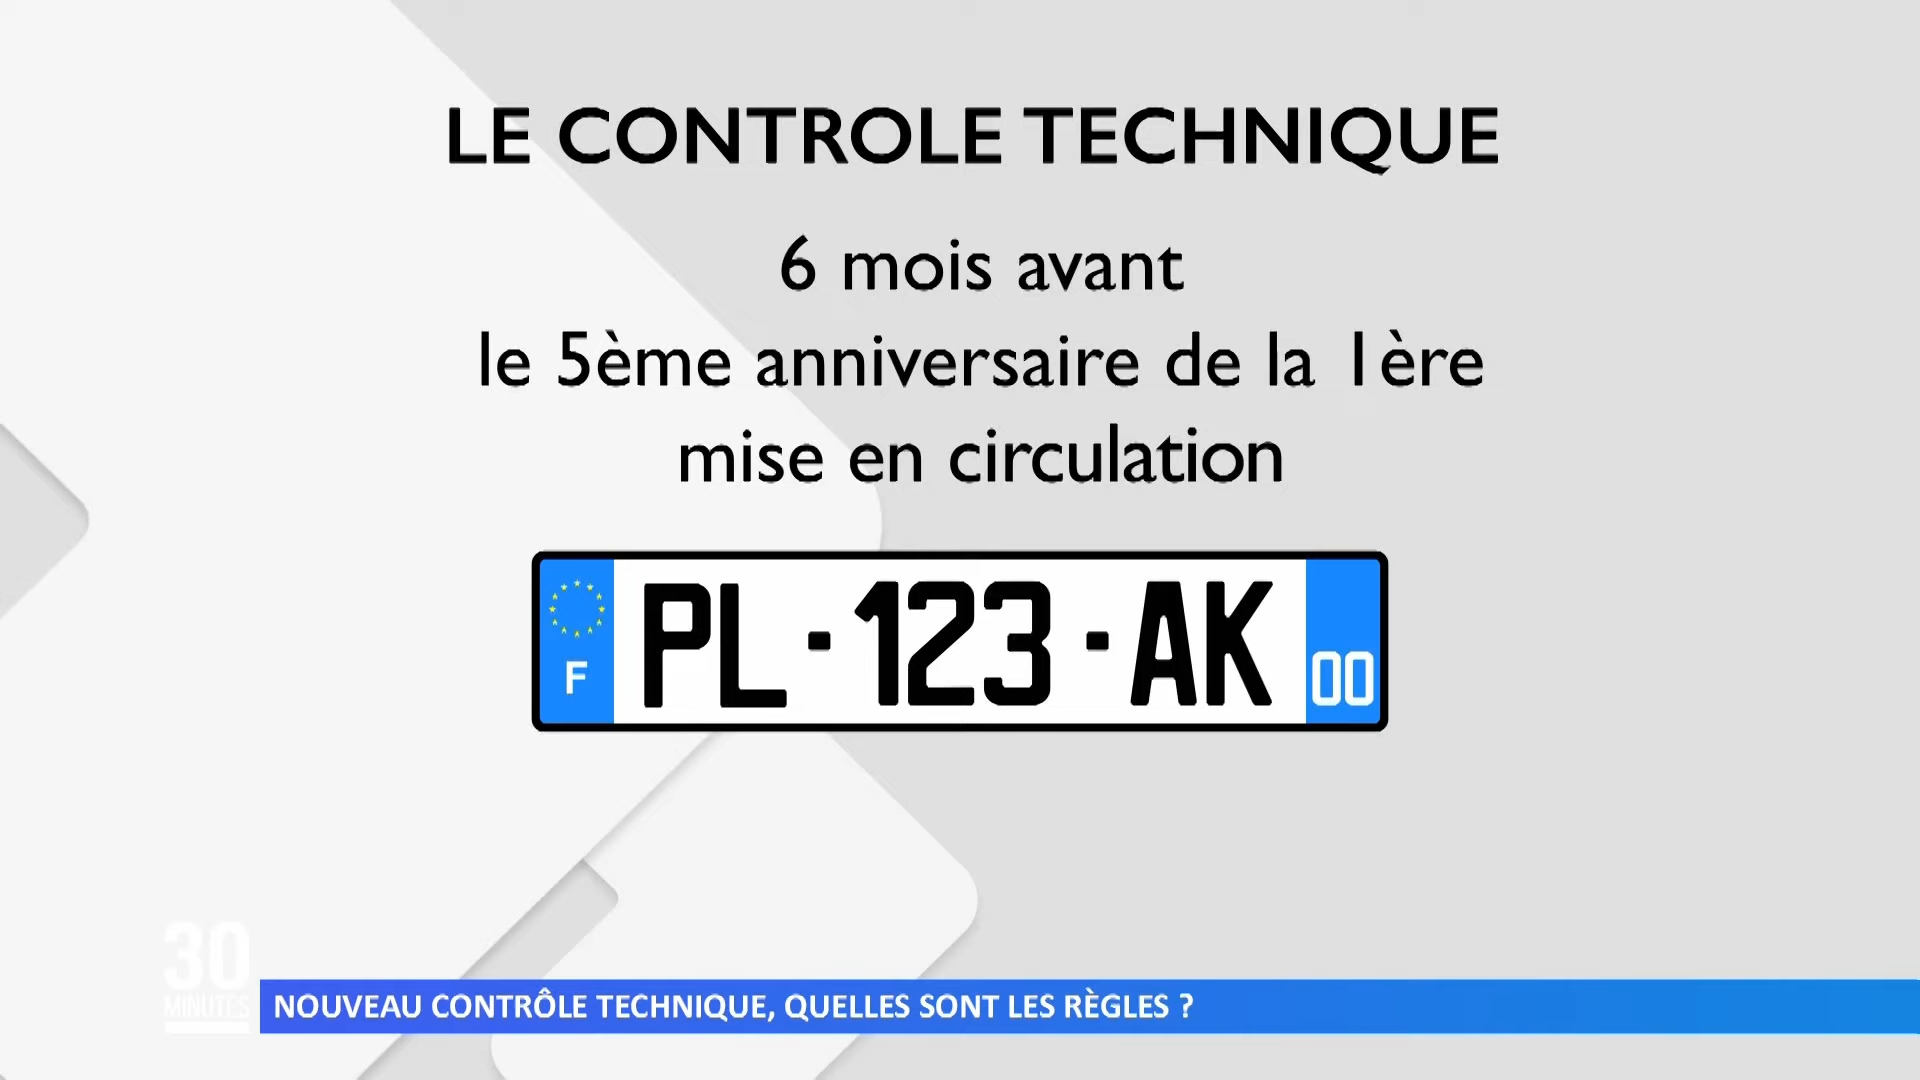 LE CONTROLE TECHNIQUE
6 mois avant
le 5ème anniversaire de la 1ère
mise en circulation
F PL-123-AK 00
30
MINUTES
NOUVEAU CONTRÔLE TECHNIQUE, QUELLES SONT LES RÈGLES ?